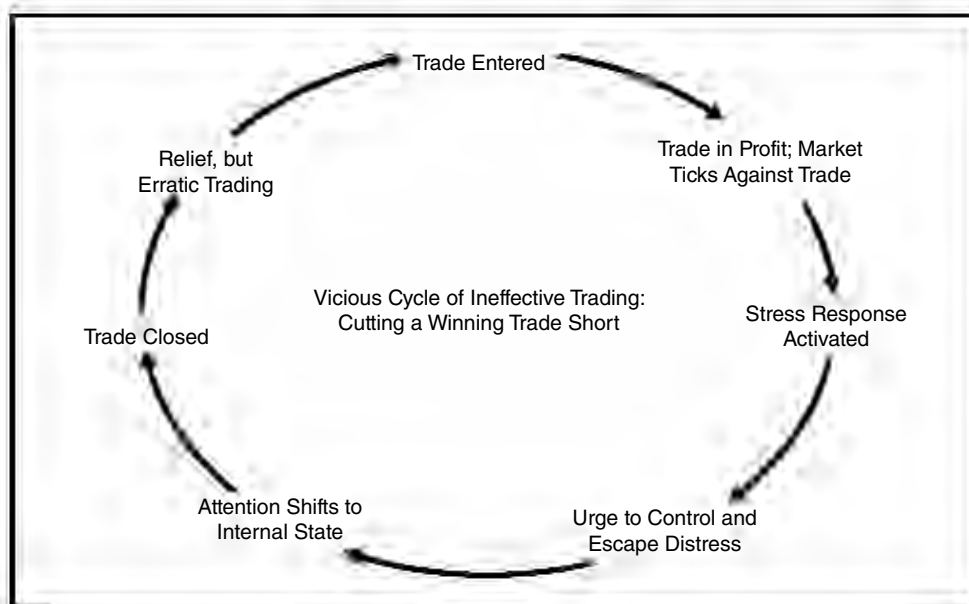 Trade Entered
Trade in Profit; Market
Ticks Against Trade
Stress Response
Activated
Urge to Control and
Escape Distress
Attention Shifts to
Internal State
Trade Closed
Relief, but
Erratic Trading
Vicious Cycle of Ineffective Trading:
Cutting a Winning Trade Short